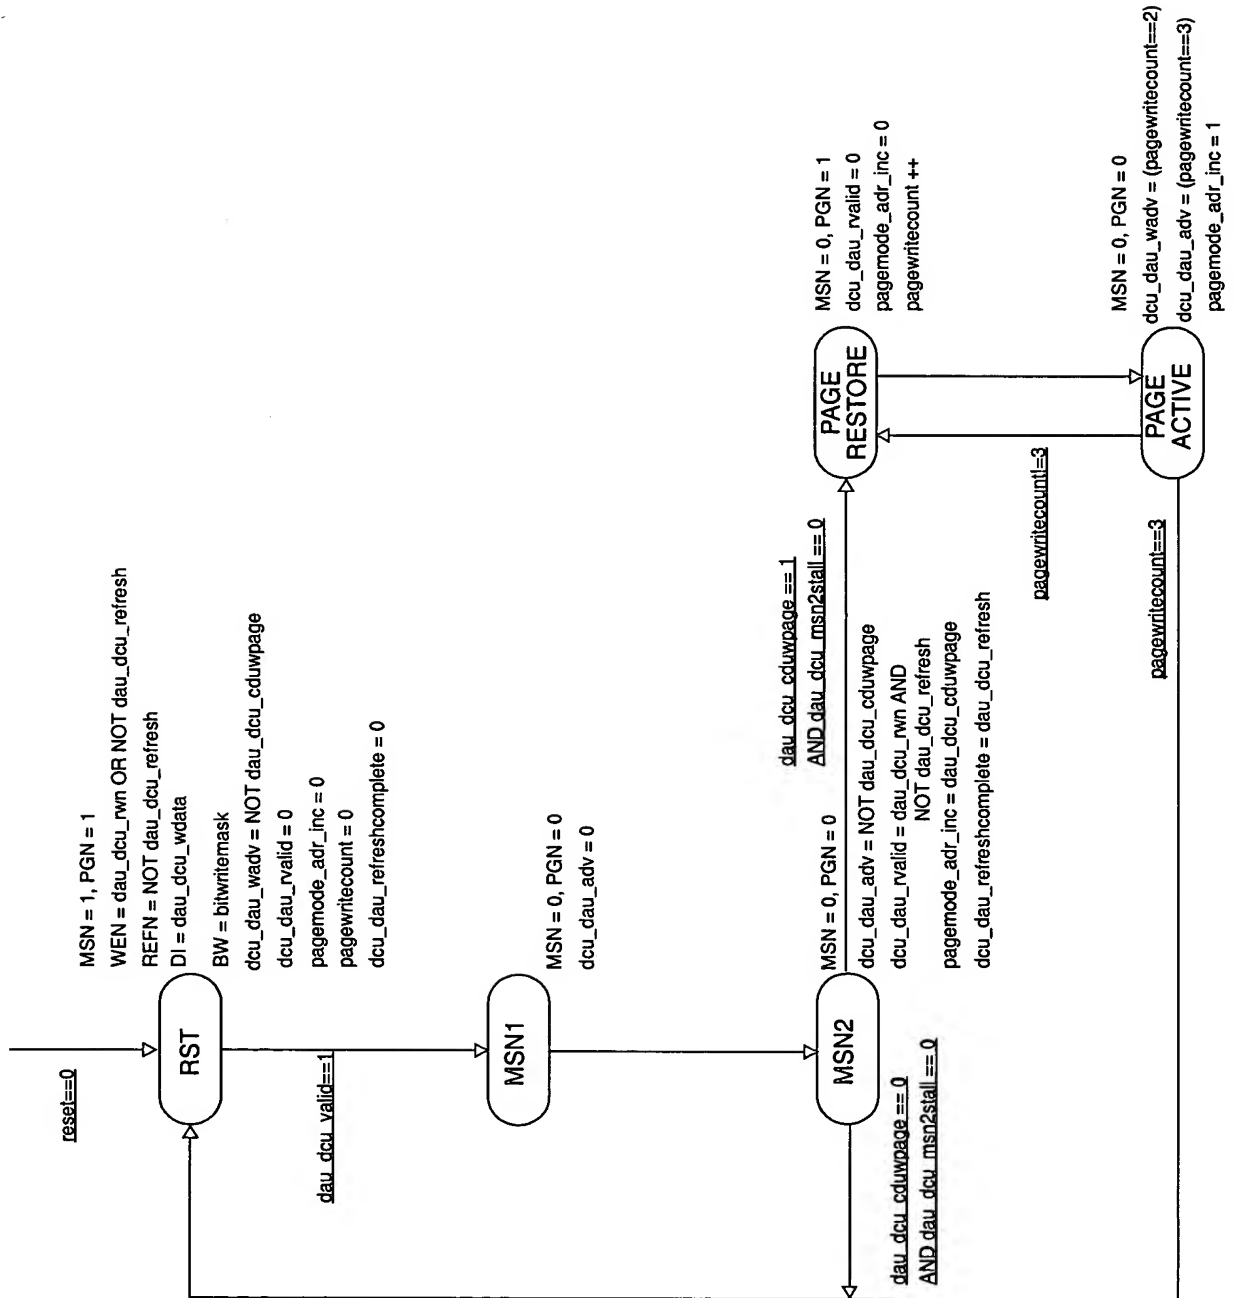 reset==0
MSN = 1, PGN = 1
WEN = dau_dcu_rwn OR NOT dau_dcu_refresh
REFN = NOT dau_dcu_refresh
DI = dau_dcu_wdata
BW = bitwritemask
dcu_dau_wadv = NOT dau_dcu_cduwpage
dcu_dau_rvalid = 0
pagemode_adr_inc = 0
pagewritecount = 0
dcu_dau_refreshcomplete = 0
RST
dau_dcu_valid==1
MSN = 0, PGN = 0
dcu_dau_adv = 0
MSN1
MSN = 0, PGN = 0
dcu_dau_adv = NOT dau_dcu_cduwpage
dcu_dau_rvalid = dau_dcu_rwn AND
NOT dau_dcu_refresh
pagemode_adr_inc = dau_dcu_cduwpage
dcu_dau_refreshcomplete = dau_dcu_refresh
MSN2
dau_dcu_cduwpage == 0
AND dau_dcu_msn2stall == 0
dau_dcu_cduwpage == 1
AND dau_dcu_msn2stall == 0
MSN = 0, PGN = 1
dcu_dau_rvalid = 0
pagemode_adr_inc = 0
pagewritecount ++
PAGE
RESTORE
pagewritecount!=3
pagewritecount==3
MSN = 0, PGN = 0
dcu_dau_wadv = (pagewritecount==2)
dcu_dau_adv = (pagewritecount==3)
pagemode_adr_inc = 1
PAGE
ACTIVE